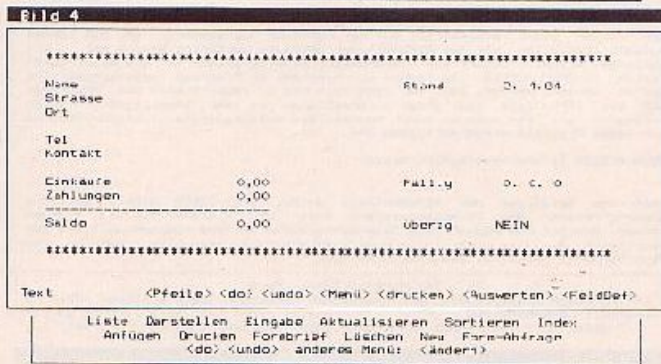 Bild 4
Name Stand
Strasse
Ort
Tel
Kontakt
Einkäufe 0,00
Zahlungen 0,00
Saldo 0,00 NEIN
Text <Pfeile> <do> <undo> <Menü> <drucken> <Auswerten> <FeldDef>
Liste Darstellen Eingabe Aktualisieren Sortieren Index
Anfügen Drucken Formbrief Löschen Neu Form-Abfrage
<do> <undo> anderes Menü: <ändern>